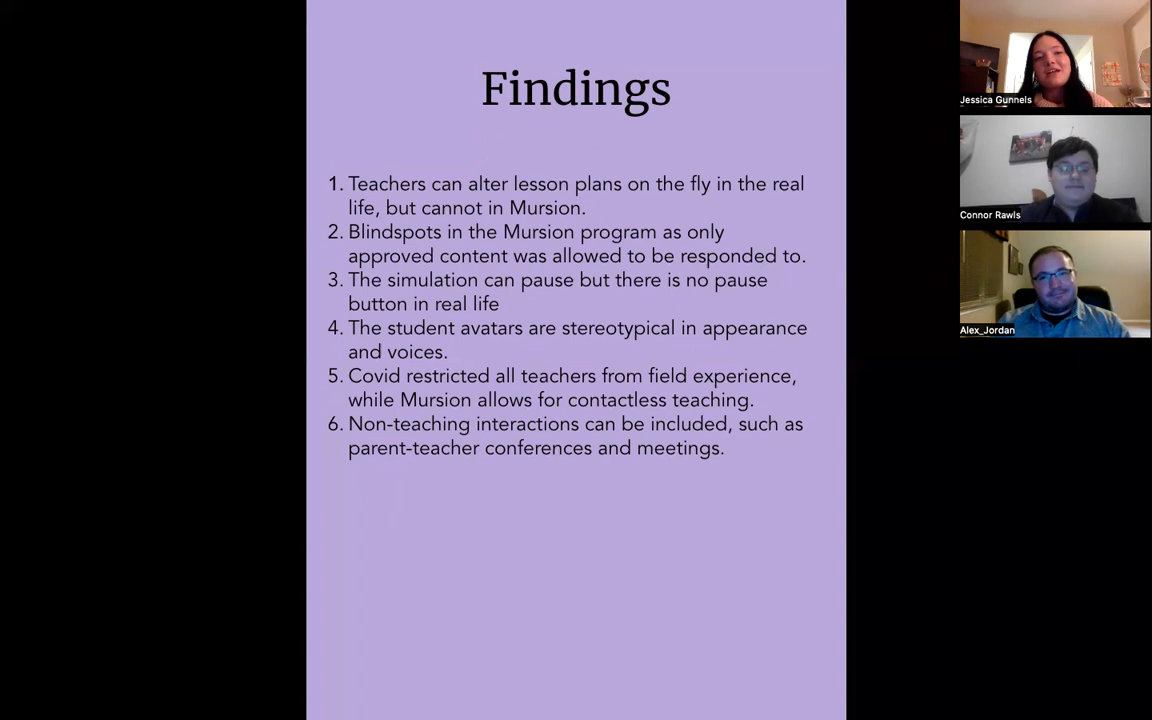 Findings
1. Teachers can alter lesson plans on the fly in the real
life, but cannot in Mursion.
2. Blindspots in the Mursion program as only
approved content was allowed to be responded to.
3. The simulation can pause but there is no pause
button in real life
4. The student avatars are stereotypical in appearance
and voices.
5. Covid restricted all teachers from field experience,
while Mursion allows for contactless teaching.
6. Non-teaching interactions can be included, such as
parent-teacher conferences and meetings.
Jessica Gunnels
Connor Rawls
Alex_Jordan